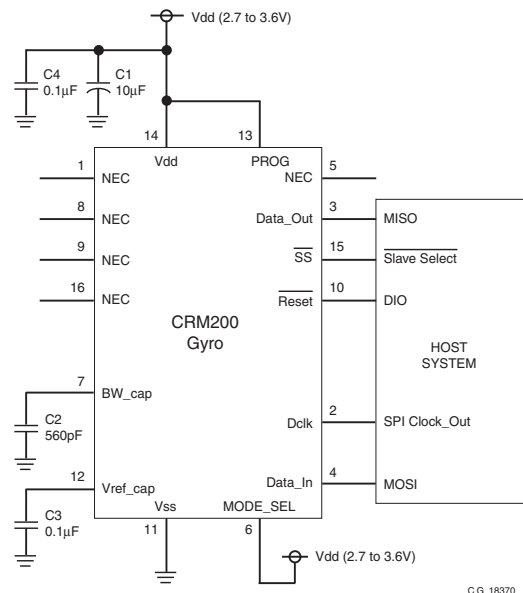 Vdd (2.7 to 3.6V)
C4
0.1µF
C1
10µF
14
13
Vdd
PROG
1
NEC
NEC
5
8
NEC
Data_Out
3
MISO
9
NEC
SS
15
Slave Select
16
NEC
Reset
10
DIO
CRM200
Gyro
HOST
SYSTEM
7
BW_cap
C2
560pF
Dclk
2
SPI Clock_Out
12
Vref_cap
Data_In
4
MOSI
C3
0.1µF
Vss
MODE_SEL
11
6
Vdd (2.7 to 3.6V)
C.G. 18370